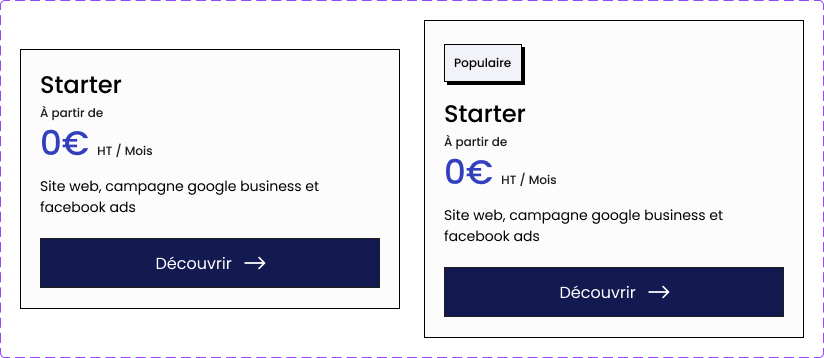 Starter
À partir de
0€ HT / Mois
Site web, campagne google business et
facebook ads
Découvrir →
Populaire
Starter
À partir de
0€ HT / Mois
Site web, campagne google business et
facebook ads
Découvrir →